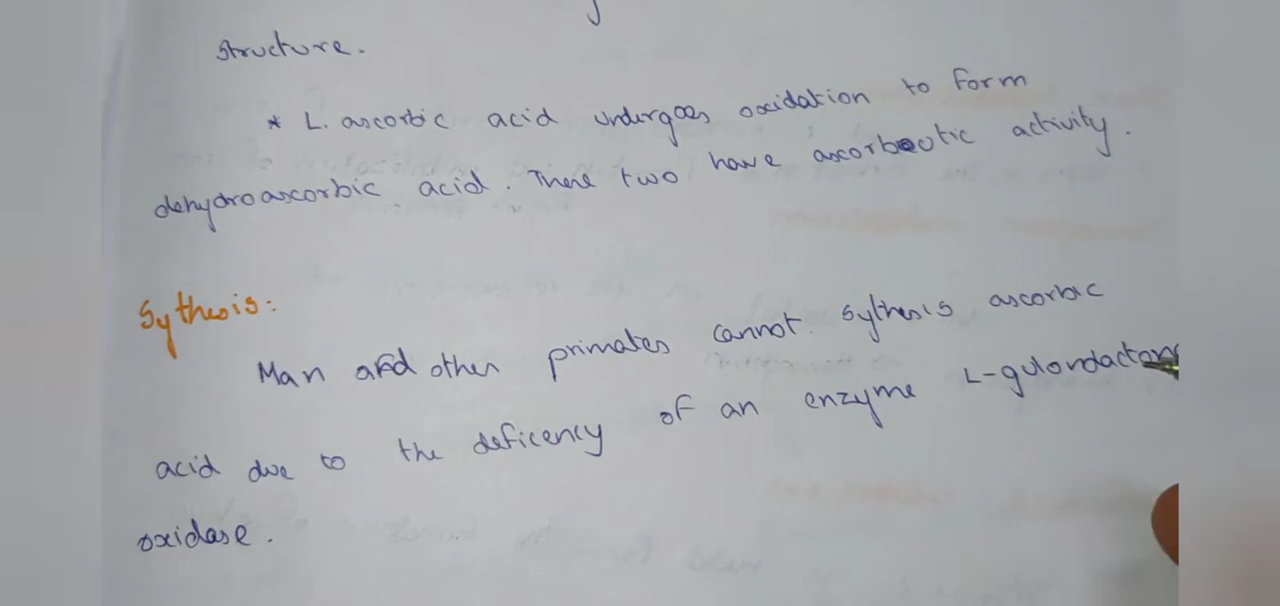 structure.
* L. ascorbic acid undergoes oxidation to form
dehydroascorbic acid. These two have ascorbeutic activity.
Sythesis:
Man and other primates cannot sythesis ascorbic
acid due to the deficency of an enzyme L-gulonolactone
oxidase.